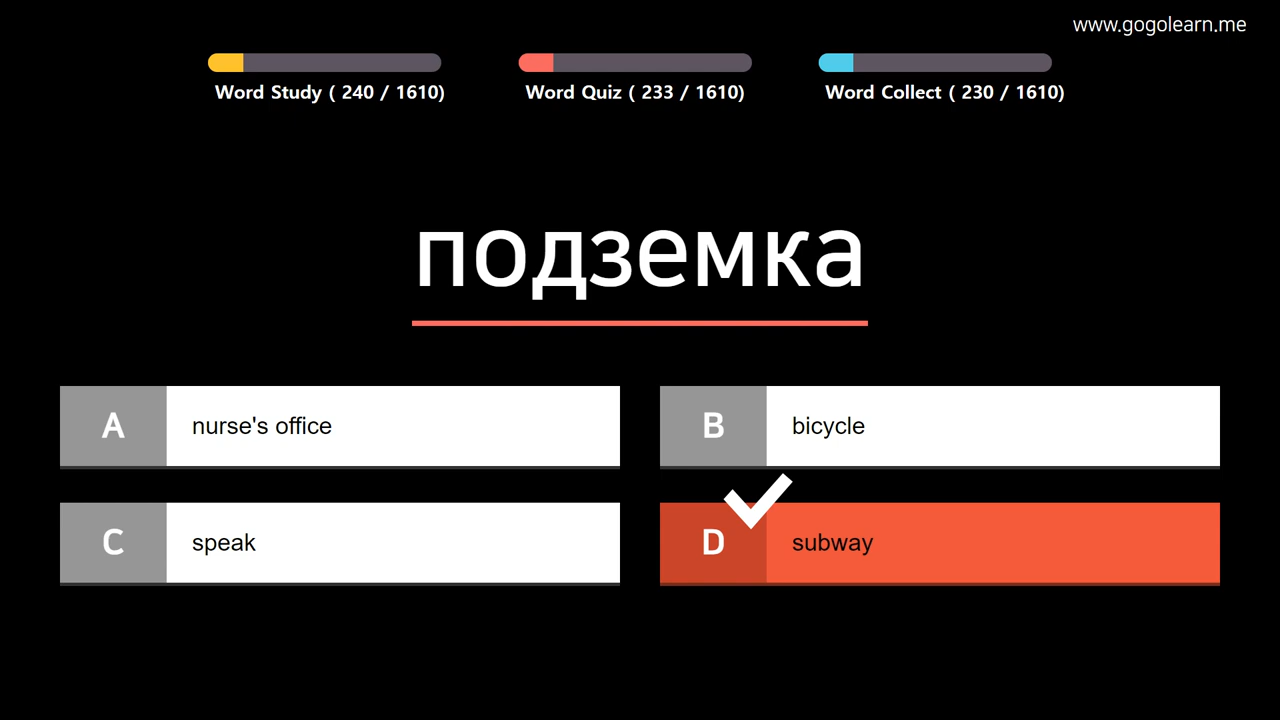 www.gogolearn.me
Word Study ( 240 / 1610)
Word Quiz ( 233 / 1610)
Word Collect ( 230 / 1610)
подземка
A
nurse's office
B
bicycle
C
speak
D
subway